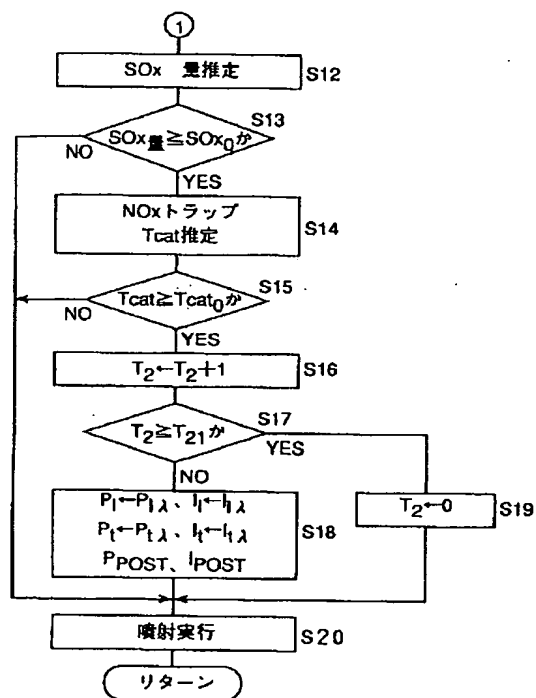 1
SOx 量推定
S12
S13
SOx量≧SOx0か
NO
YES
NOxトラップ
Tcat推定
S14
S15
Tcat≧Tcat0か
NO
YES
T2←T2+1
S16
S17
T2≧T21か
YES
NO
Pl←Plλ、Il←Ilλ
Pt←Ptλ、It←Itλ
PPOST、IPOST
S18
T2←0
S19
噴射実行
S20
リターン